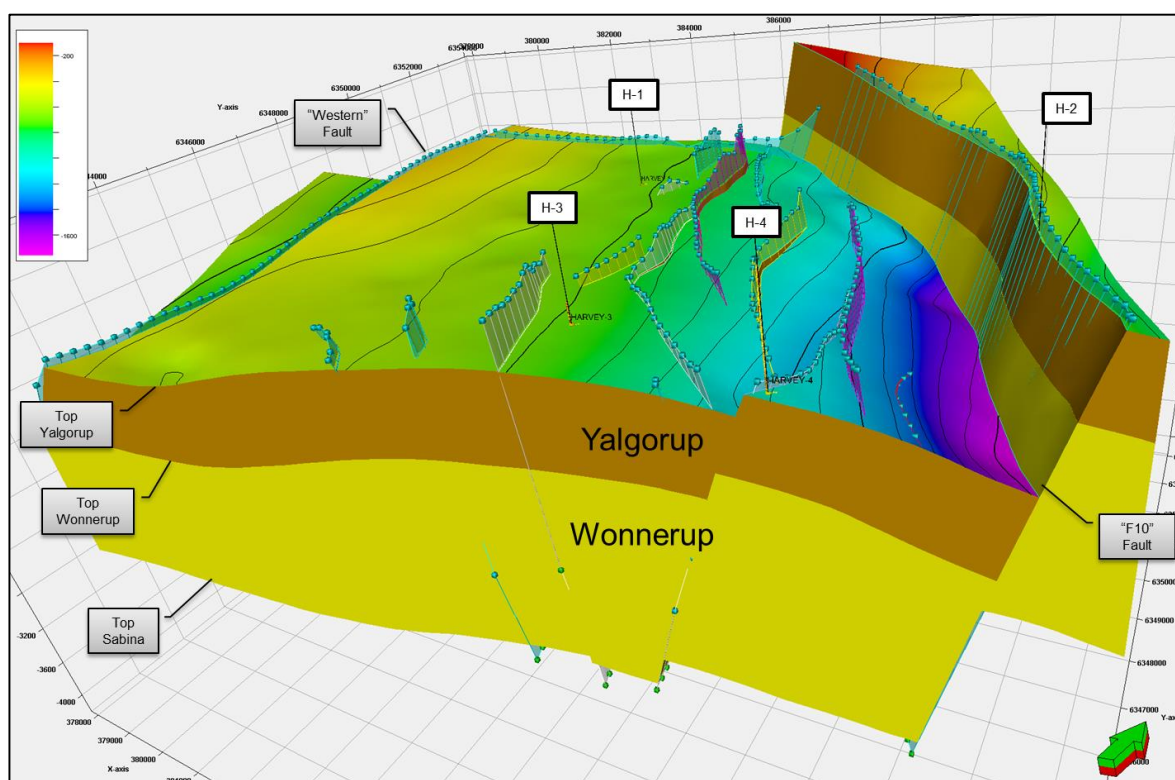 -200
-1600
"Western"
Fault
H-1
H-2
H-3
H-4
HARVEY-3
HARVEY-4
Top
Yalgorup
Top
Wonnerup
Top
Sabina
Yalgorup
Wonnerup
"F10"
Fault
Y-axis
6354000
6352000
6350000
6348000
6346000
380000
382000
384000
386000
-3200
-3600
-4000
378000
379000
380000
X-axis
6350000
6349000
6348000
6347000